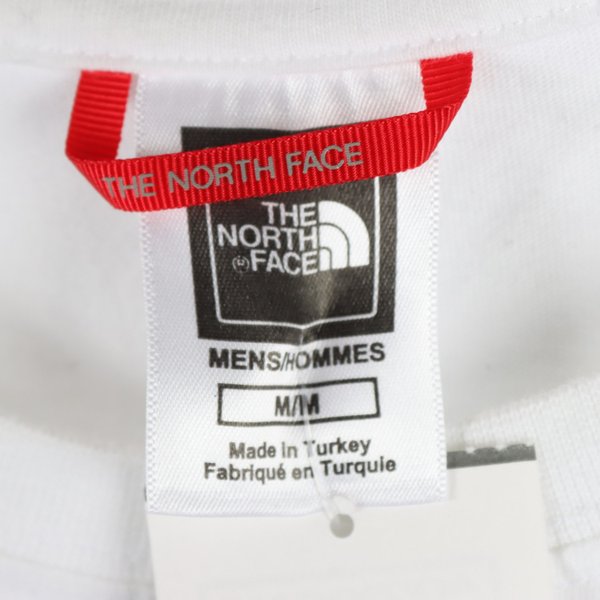 THE NORTH FACE
THE
NORTH
FACE
MENS/HOMMES
M/M
Made in Turkey
Fabriqué en Turquie